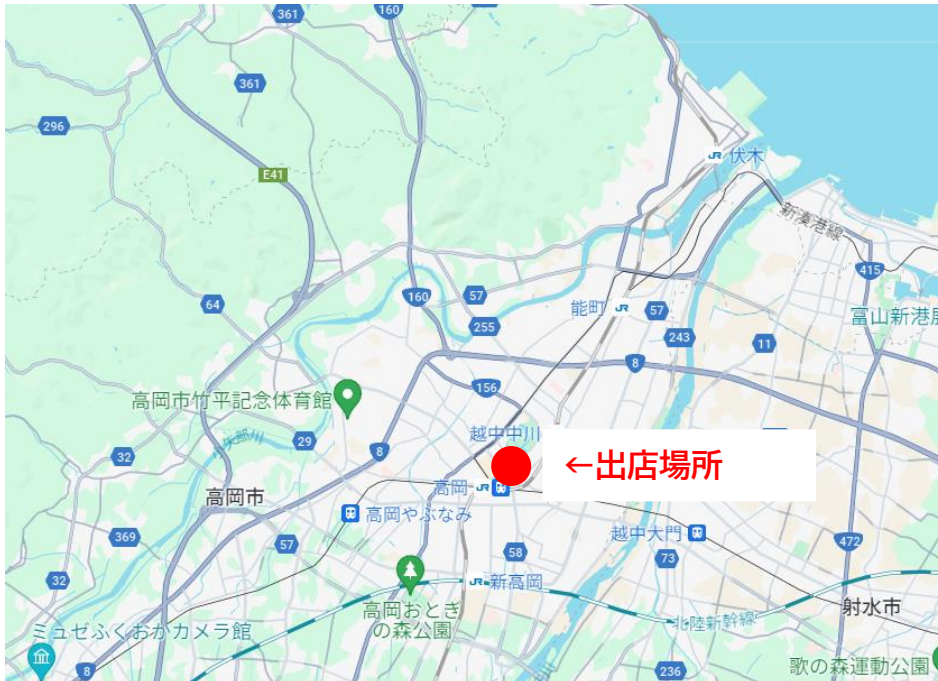 361
160
361
361
296
E41
JR 伏木
新湊港線
415
64
160
57
255
能町 JR 57
富山新港
243
11
8
156
高岡市竹平記念体育館
越中中川
29
8
32
←出店場所
高岡 JR
高岡市
高岡やぶなみ
越中大門
369
57
58
73
472
32
JR 新高岡
高岡おとぎ
の森公園
射水市
北陸新幹線
ミュゼふくおかカメラ館
8
236
歌の森運動公園